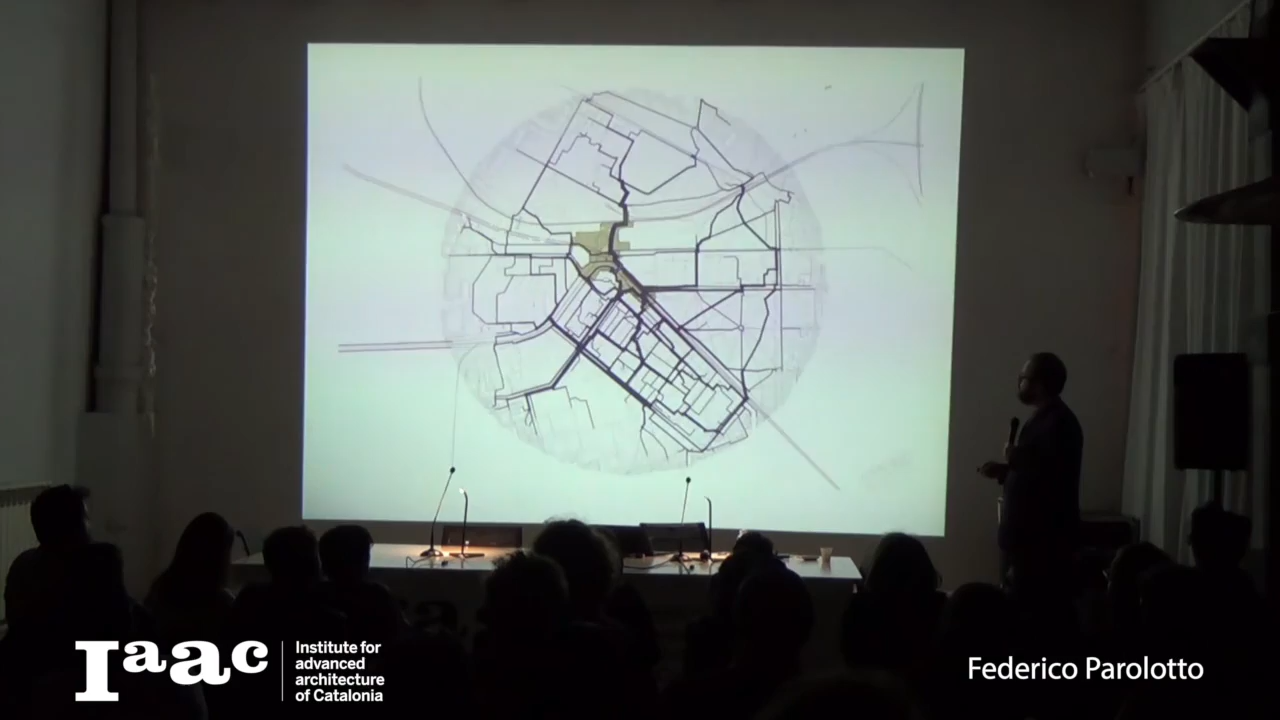 Iaac
Institute for
advanced
architecture
of Catalonia
Federico Parolotto